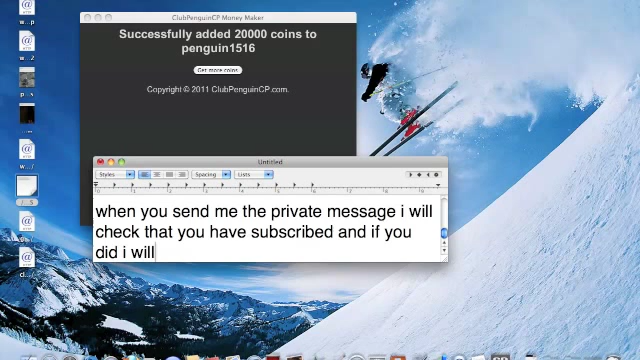 ClubPenguinCP Money Maker
Successfully added 20000 coins to
penguin1516
Get more coins
Copyright © 2011 ClubPenguinCP.com.
Untitled
Styles
Spacing
Lists
when you send me the private message i will
check that you have subscribed and if you
did i will